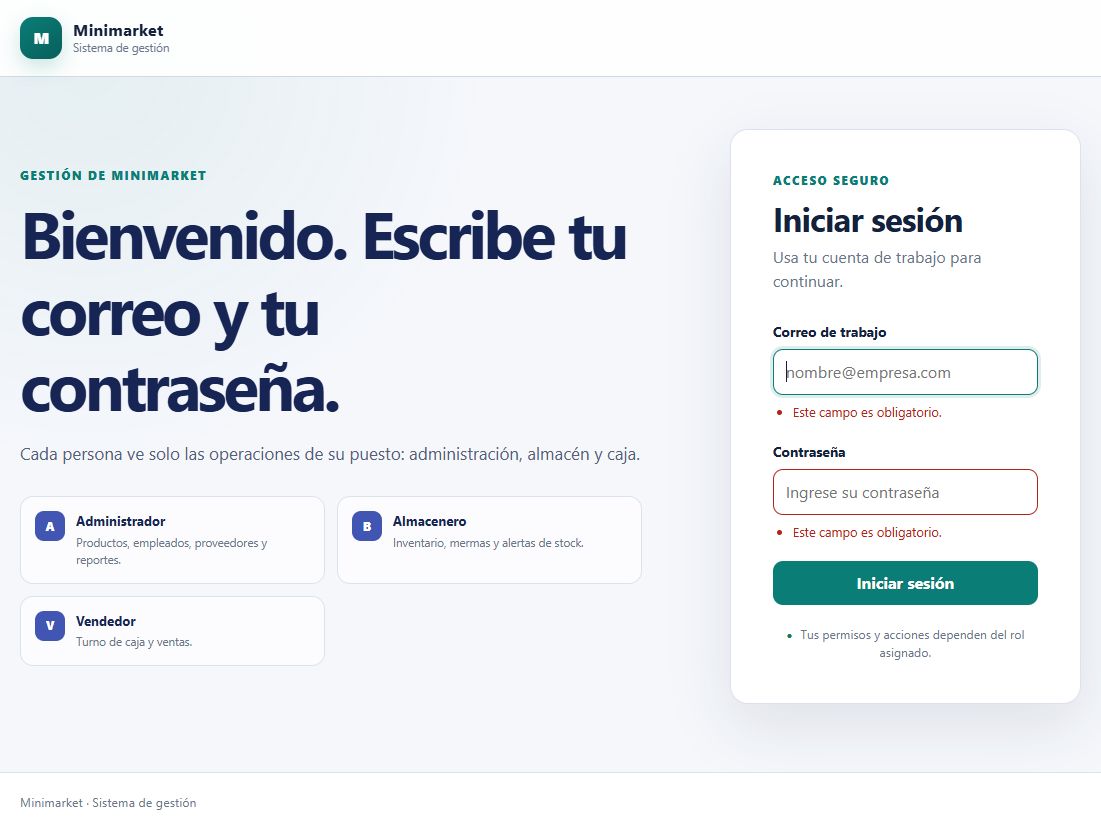 M
Minimarket
Sistema de gestión
GESTIÓN DE MINIMARKET
Bienvenido. Escribe tu
correo y tu
contraseña.
Cada persona ve solo las operaciones de su puesto: administración, almacén y caja.
A
Administrador
Productos, empleados, proveedores y
reportes.
B
Almacenero
Inventario, mermas y alertas de stock.
V
Vendedor
Turno de caja y ventas.
ACCESO SEGURO
Iniciar sesión
Usa tu cuenta de trabajo para
continuar.
Correo de trabajo
nombre@empresa.com
• Este campo es obligatorio.
Contraseña
Ingrese su contraseña
• Este campo es obligatorio.
Iniciar sesión
• Tus permisos y acciones dependen del rol
asignado.
Minimarket · Sistema de gestión